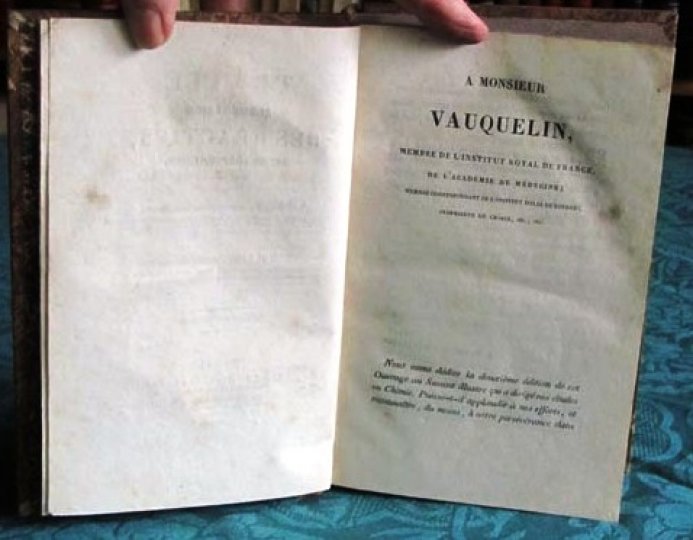 A MONSIEUR
VAUQUELIN,
MEMBRE DE L'INSTITUT ROYAL DE FRANCE,
DE L'ACADÉMIE DE MÉDECINE;
MEMBRE CORRESPONDANT DE L'INSTITUT
DE CHIMIE, etc., etc.
Nous avons dédié la deuxième édition de cet
Ouvrage au Savant illustre qui a dirigé nos études
en Chimie. Puisse-t-il applaudir à nos efforts, et
reconnaître, du moins, à notre persévérance dans